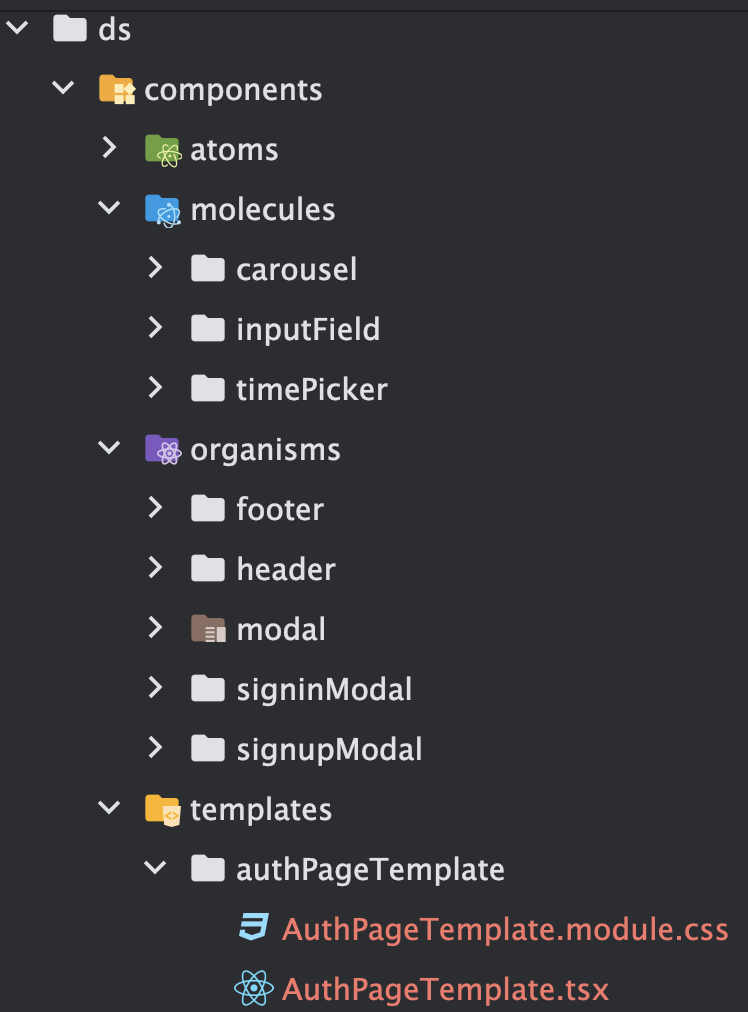 ds
components
atoms
molecules
carousel
inputField
timePicker
organisms
footer
header
modal
signinModal
signupModal
templates
authPageTemplate
AuthPageTemplate.module.css
AuthPageTemplate.tsx